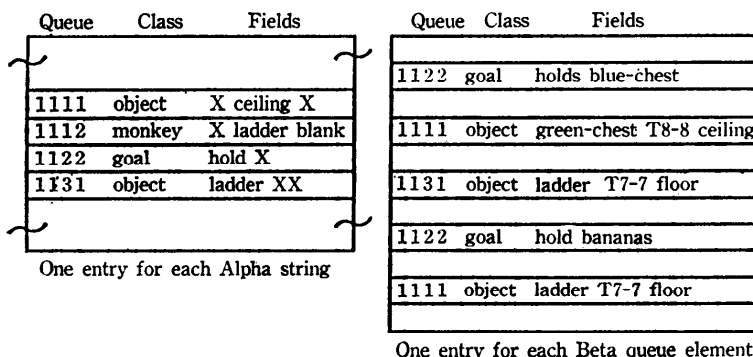 Queue Class Fields
1111 object X ceiling X
1112 monkey X ladder blank
1122 goal hold X
1131 object ladder XX
One entry for each Alpha string
Queue Class Fields
1122 goal holds blue-chest
1111 object green-chest T8-8 ceiling
1131 object ladder T7-7 floor
1122 goal hold bananas
1111 object ladder T7-7 floor
One entry for each Beta queue element